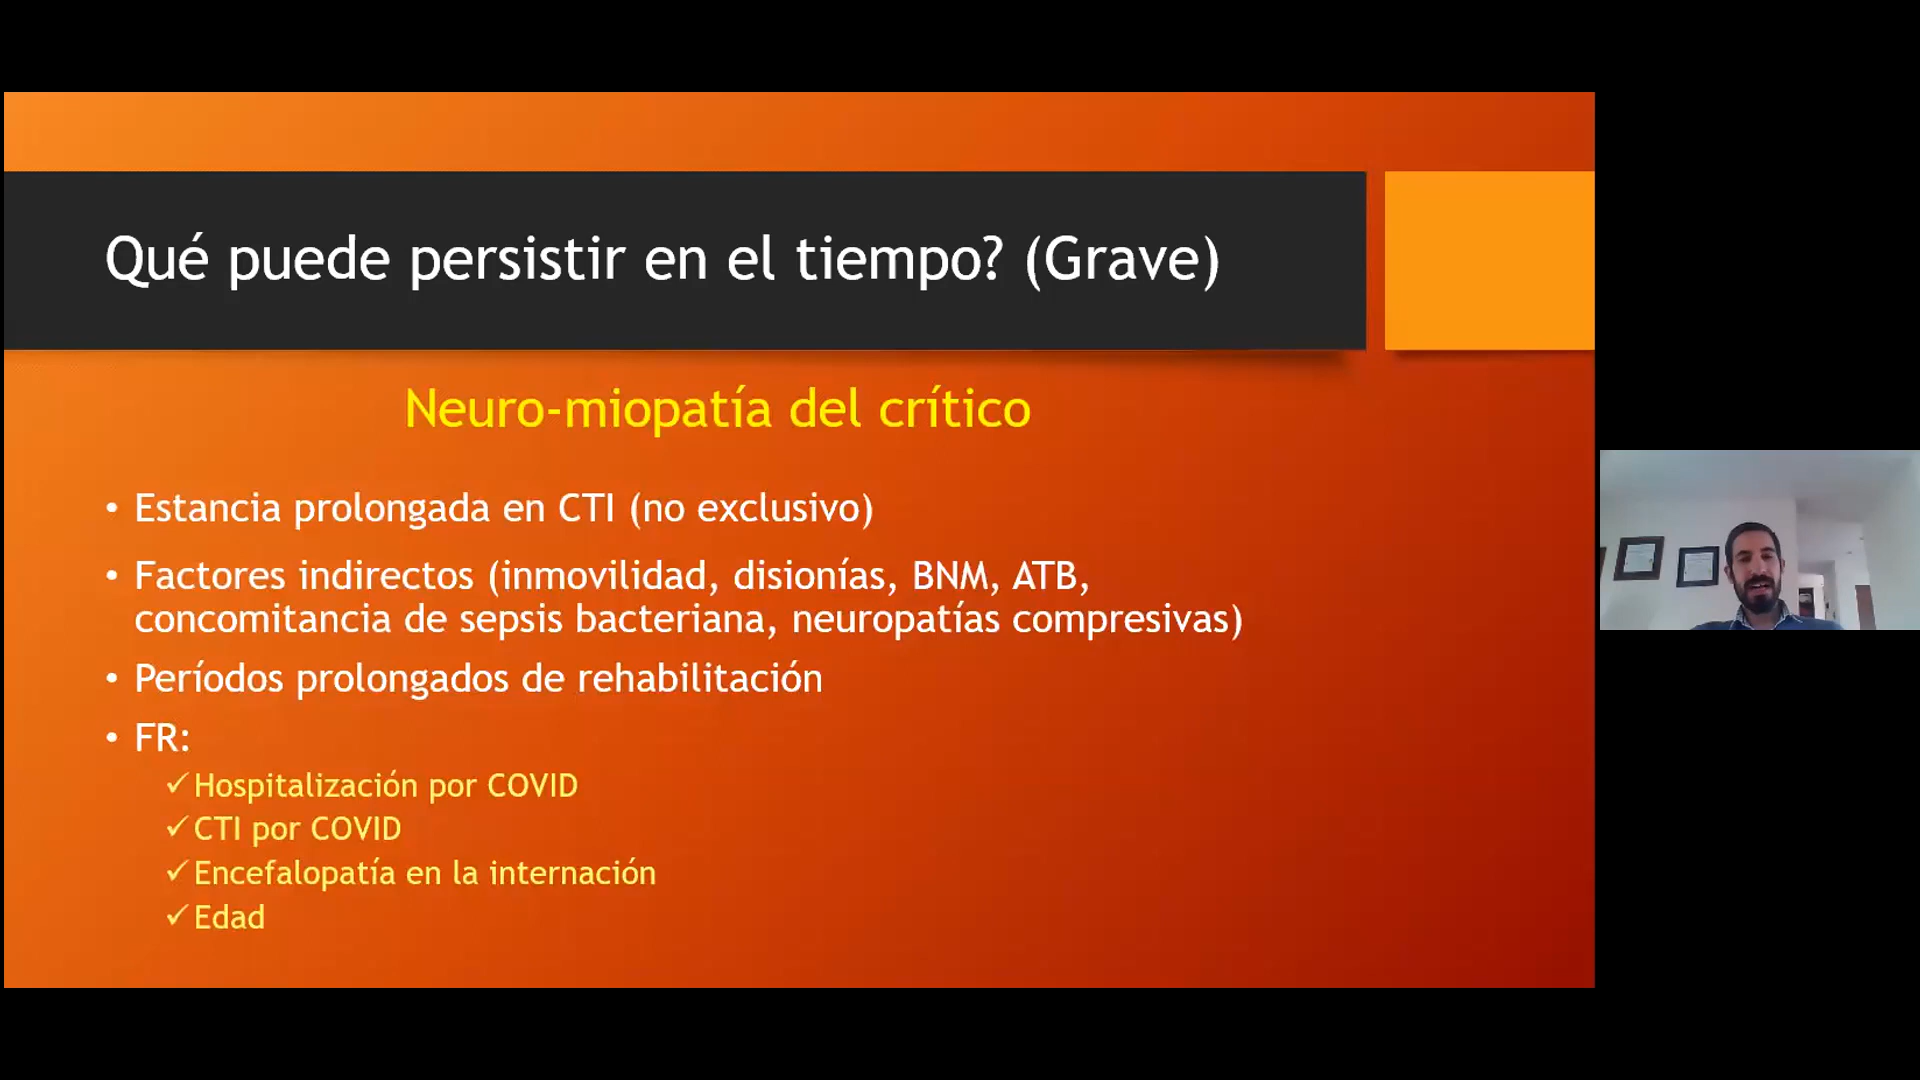 Qué puede persistir en el tiempo? (Grave)
Neuro-miopatía del crítico
• Estancia prolongada en CTI (no exclusivo)
• Factores indirectos (inmovilidad, disionías, BNM, ATB,
concomitancia de sepsis bacteriana, neuropatías compresivas)
• Períodos prolongados de rehabilitación
• FR:
✓Hospitalización por COVID
✓CTI por COVID
✓Encefalopatía en la internación
✓Edad